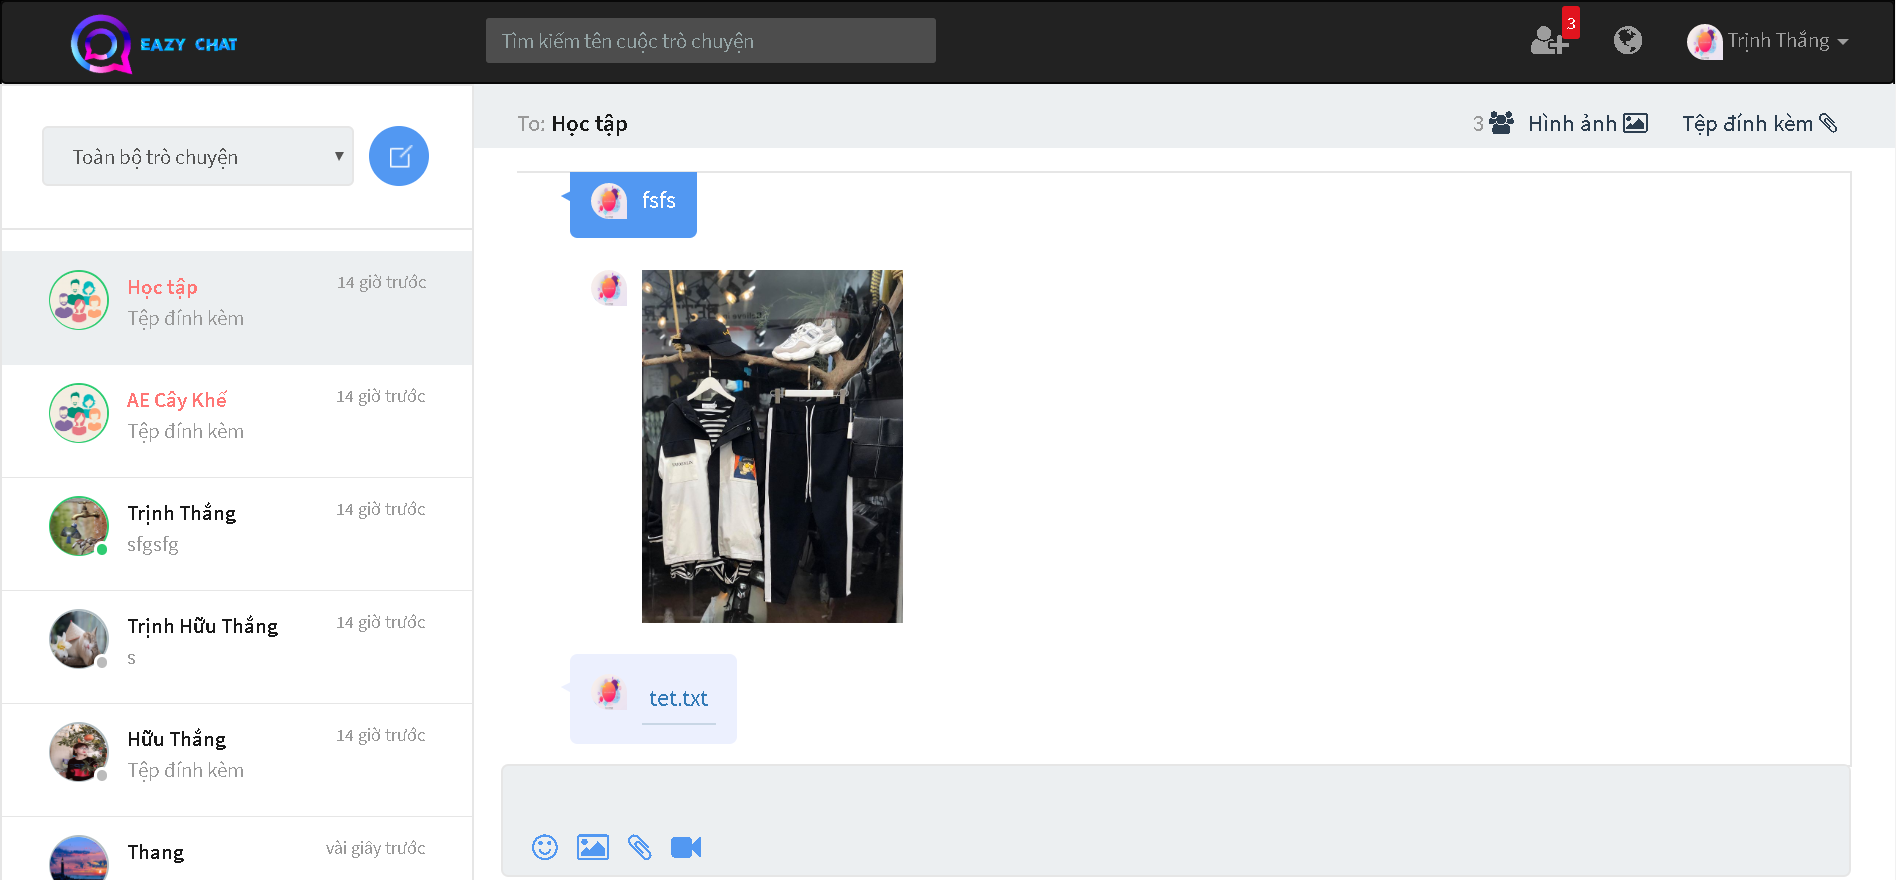 EAZY CHAT
Tìm kiếm tên cuộc trò chuyện
3
Trịnh Thắng
Toàn bộ trò chuyện
To: Học tập
3
Hình ảnh
Tệp đính kèm
Học tập
14 giờ trước
Tệp đính kèm
AE Cây Khế
14 giờ trước
Tệp đính kèm
Trịnh Thắng
14 giờ trước
sfgsfg
Trịnh Hữu Thắng
14 giờ trước
s
Hữu Thắng
14 giờ trước
Tệp đính kèm
Thang
vài giây trước
fsfs
tet.txt